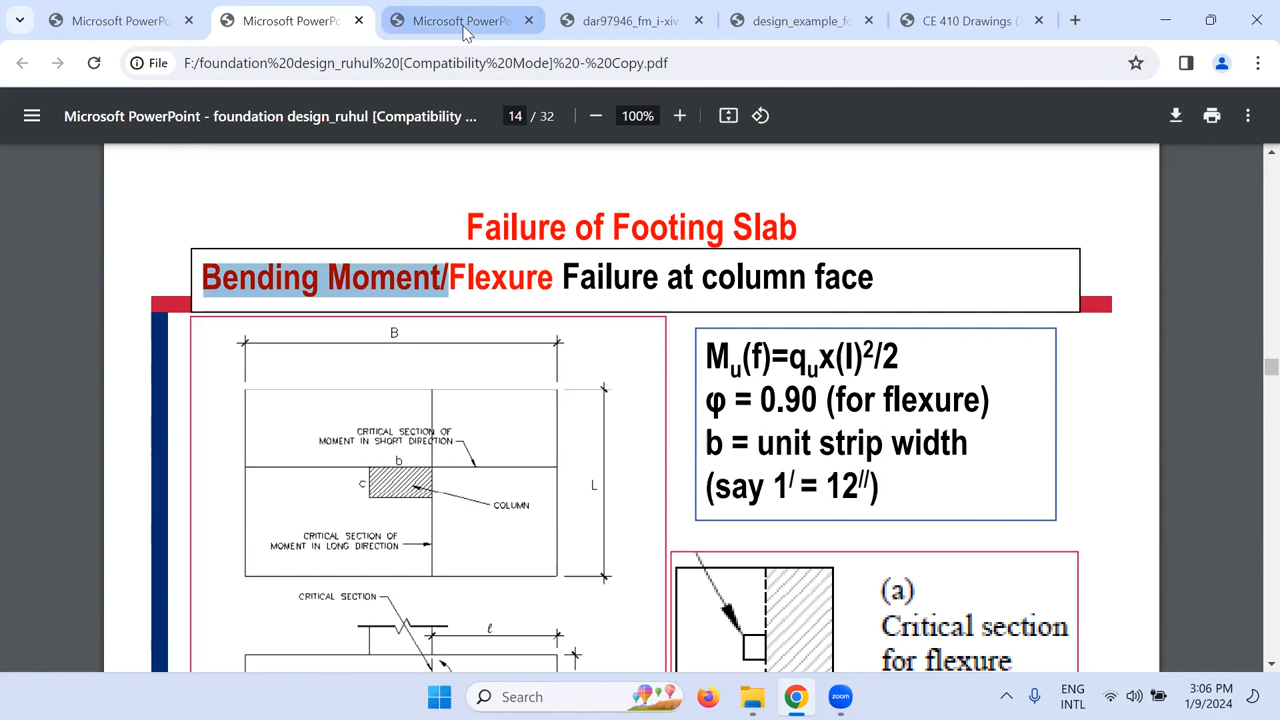 Microsoft PowerPo
Microsoft PowerPo
Microsoft PowerPo
dar97946_fm_i-xiv.
design_example_fo
CE 410 Drawings (
File
F:/foundation%20design_ruhul%20[Compatibility%20Mode]%20-%20Copy.pdf
Microsoft PowerPoint - foundation design_ruhul [Compatibility ...
14 / 32
100%
Failure of Footing Slab
Bending Moment/Flexure Failure at column face
B
CRITICAL SECTION OF
MOMENT IN SHORT DIRECTION
b
c
L
COLUMN
CRITICAL SECTION OF
MOMENT IN LONG DIRECTION
CRITICAL SECTION
ℓ
Mu(f)=qux(l)²/2
φ = 0.90 (for flexure)
b = unit strip width
(say 1/ = 12//)
(a)
Critical section
for flexure
Search
zoom
ENG
INTL
3:06 PM
1/9/2024